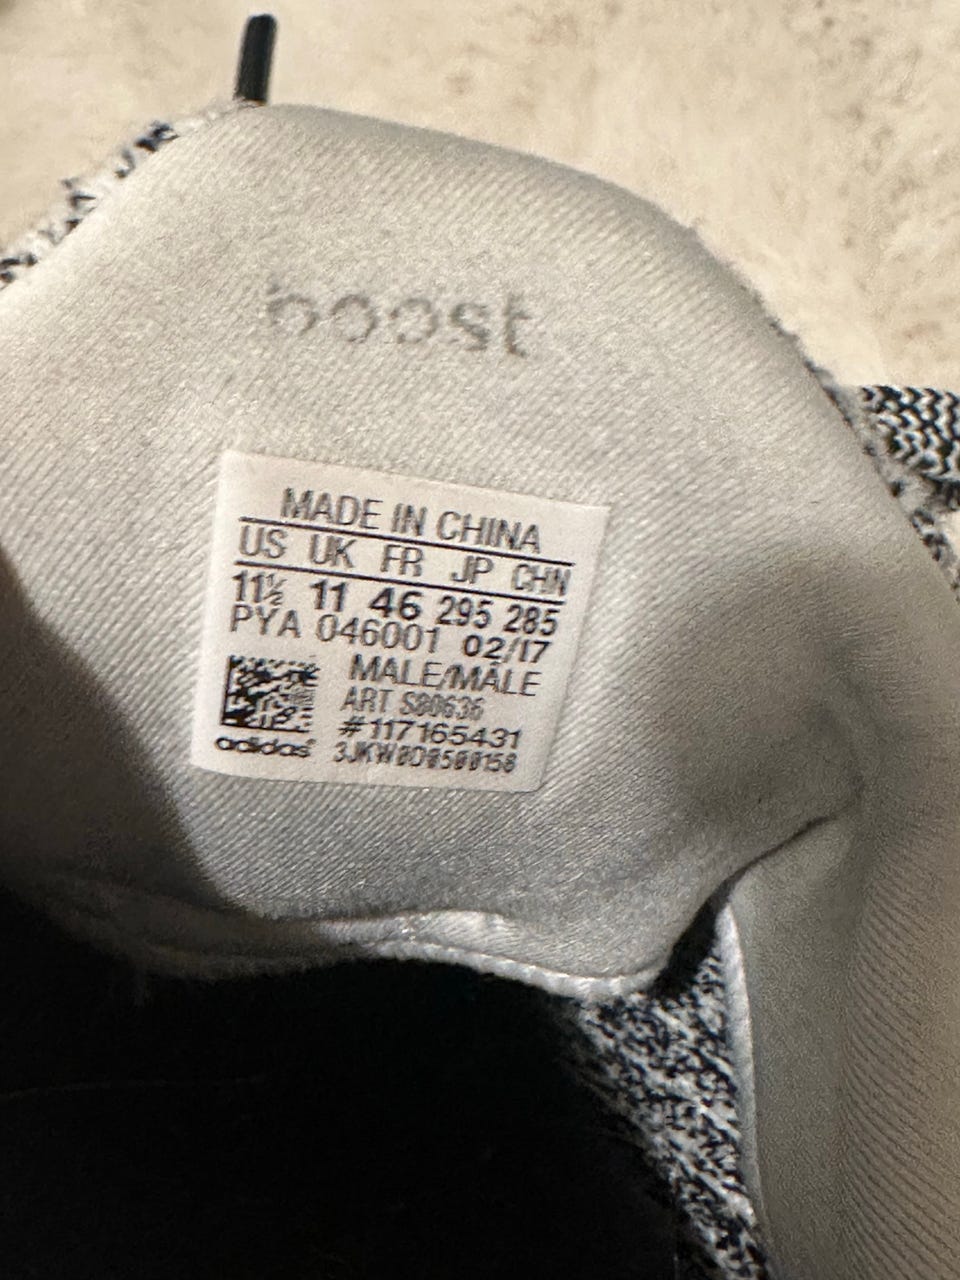 boost
MADE IN CHINA
US UK FR JP CHN
11½ 11 46 295 285
PYA 046001 02/17
MALE/MÂLE
ART S80636
#117165431
adidas® 3JKW0D0500158